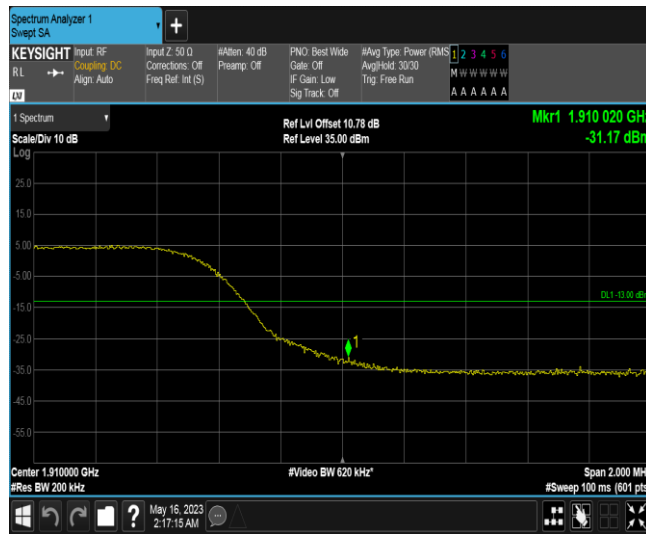 Spectrum Analyzer 1
Swept SA
KEYSIGHT
RL
LXI
Input: RF
Coupling: DC
Align: Auto
Input Z: 50 Ω
Corrections: Off
Freq Ref: Int (S)
#Atten: 40 dB
Preamp: Off
PNO: Best Wide
Gate: Off
IF Gain: Low
Sig Track: Off
#Avg Type: Power (RMS
Avg|Hold: 30/30
Trig: Free Run
1 2 3 4 5 6
M W W W W W
A A A A A A
1 Spectrum
Scale/Div 10 dB
Log
Ref Lvl Offset 10.78 dB
Ref Level 35.00 dBm
Mkr1 1.910 020 GHz
-31.17 dBm
25.0
15.0
5.00
-5.00
-15.0
-25.0
-35.0
-45.0
-55.0
DL1 -13.00 dBm
1
Center 1.910000 GHz
#Res BW 200 kHz
#Video BW 620 kHz*
Span 2.000 MH
#Sweep 100 ms (601 pts
?
May 16, 2023
2:17:15 AM